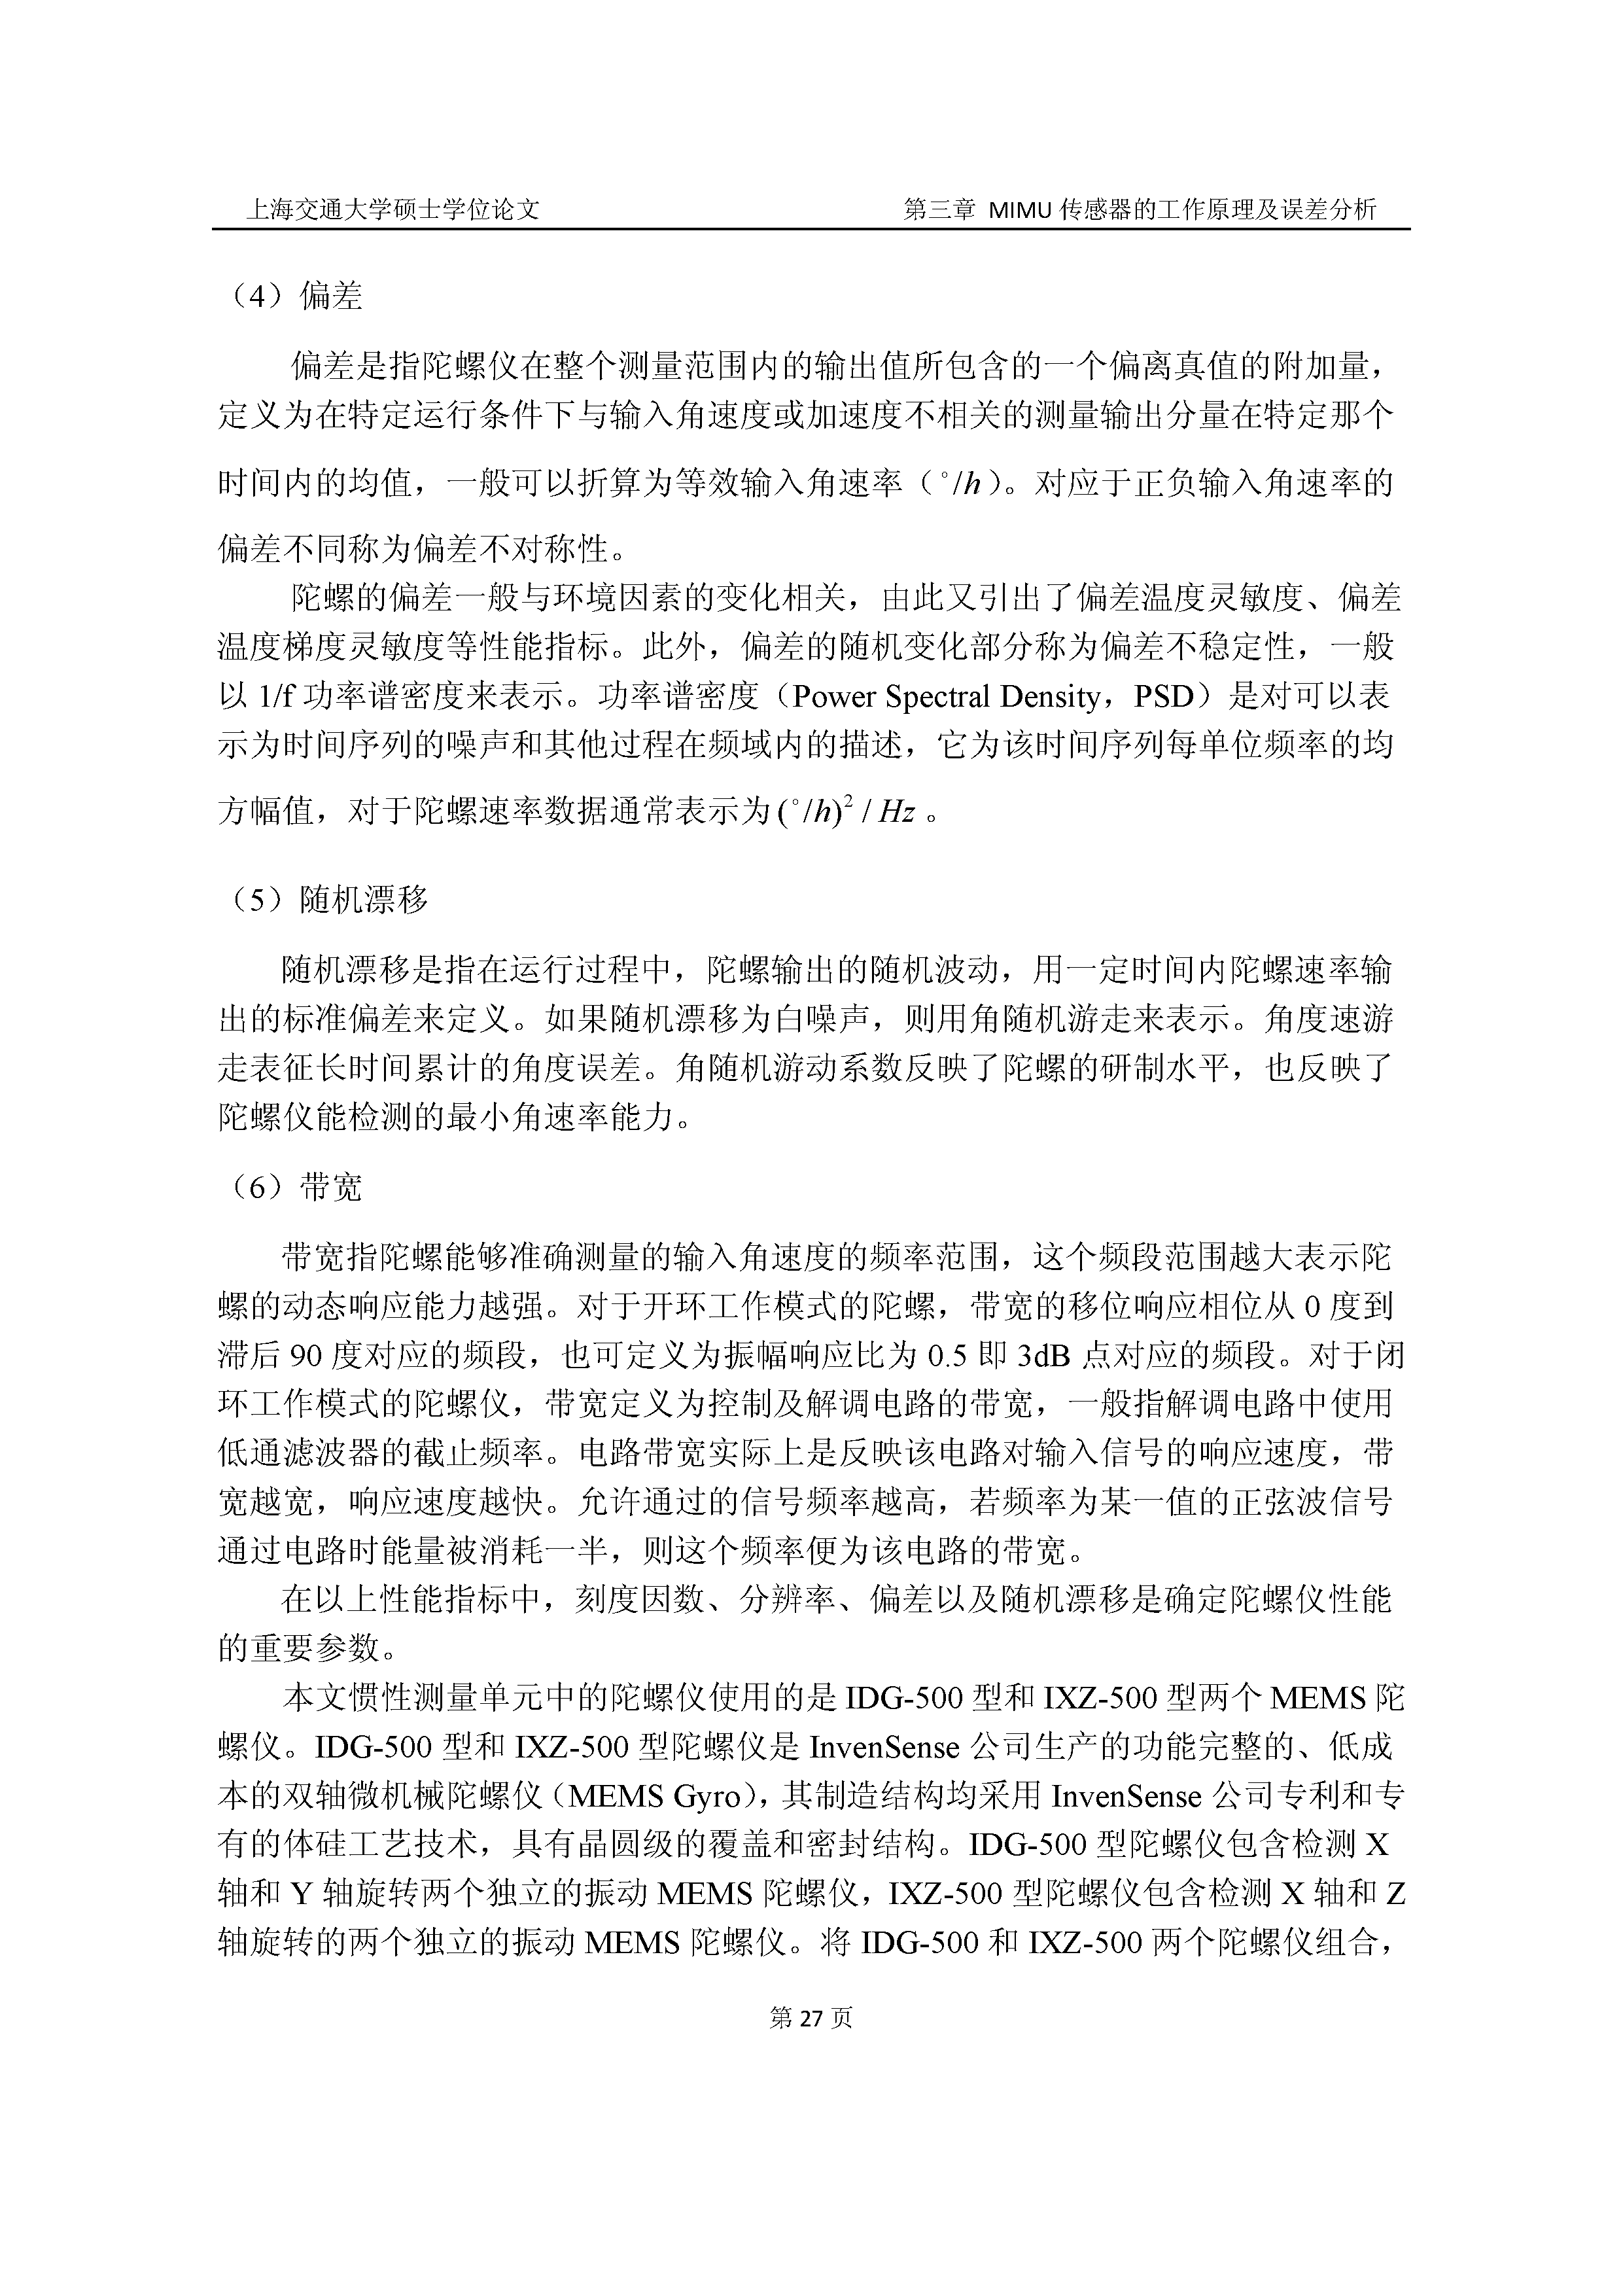 上海交通大学硕士学位论文
第三章 MIMU 传感器的工作原理及误差分析
（4）偏差
偏差是指陀螺仪在整个测量范围内的输出值所包含的一个偏离真值的附加量，
定义为在特定运行条件下与输入角速度或加速度不相关的测量输出分量在特定那个
时间内的均值，一般可以折算为等效输入角速率（°/h）。对应于正负输入角速率的
偏差不同称为偏差不对称性。
陀螺的偏差一般与环境因素的变化相关，由此又引出了偏差温度灵敏度、偏差
温度梯度灵敏度等性能指标。此外，偏差的随机变化部分称为偏差不稳定性，一般
以 1/f 功率谱密度来表示。功率谱密度（Power Spectral Density，PSD）是对可以表
示为时间序列的噪声和其他过程在频域内的描述，它为该时间序列每单位频率的均
方幅值，对于陀螺速率数据通常表示为(°/h)² / Hz 。
（5）随机漂移
随机漂移是指在运行过程中，陀螺输出的随机波动，用一定时间内陀螺速率输
出的标准偏差来定义。如果随机漂移为白噪声，则用角随机游走来表示。角度速游
走表征长时间累计的角度误差。角随机游动系数反映了陀螺的研制水平，也反映了
陀螺仪能检测的最小角速率能力。
（6）带宽
带宽指陀螺能够准确测量的输入角速度的频率范围，这个频段范围越大表示陀
螺的动态响应能力越强。对于开环工作模式的陀螺，带宽的移位响应相位从 0 度到
滞后 90 度对应的频段，也可定义为振幅响应比为 0.5 即 3dB 点对应的频段。对于闭
环工作模式的陀螺仪，带宽定义为控制及解调电路的带宽，一般指解调电路中使用
低通滤波器的截止频率。电路带宽实际上是反映该电路对输入信号的响应速度，带
宽越宽，响应速度越快。允许通过的信号频率越高，若频率为某一值的正弦波信号
通过电路时能量被消耗一半，则这个频率便为该电路的带宽。
在以上性能指标中，刻度因数、分辨率、偏差以及随机漂移是确定陀螺仪性能
的重要参数。
本文惯性测量单元中的陀螺仪使用的是 IDG-500 型和 IXZ-500 型两个 MEMS 陀
螺仪。IDG-500 型和 IXZ-500 型陀螺仪是 InvenSense 公司生产的功能完整的、低成
本的双轴微机械陀螺仪（MEMS Gyro），其制造结构均采用 InvenSense 公司专利和专
有的体硅工艺技术，具有晶圆级的覆盖和密封结构。IDG-500 型陀螺仪包含检测 X
轴和 Y 轴旋转两个独立的振动 MEMS 陀螺仪，IXZ-500 型陀螺仪包含检测 X 轴和 Z
轴旋转的两个独立的振动 MEMS 陀螺仪。将 IDG-500 和 IXZ-500 两个陀螺仪组合，
第 27 页